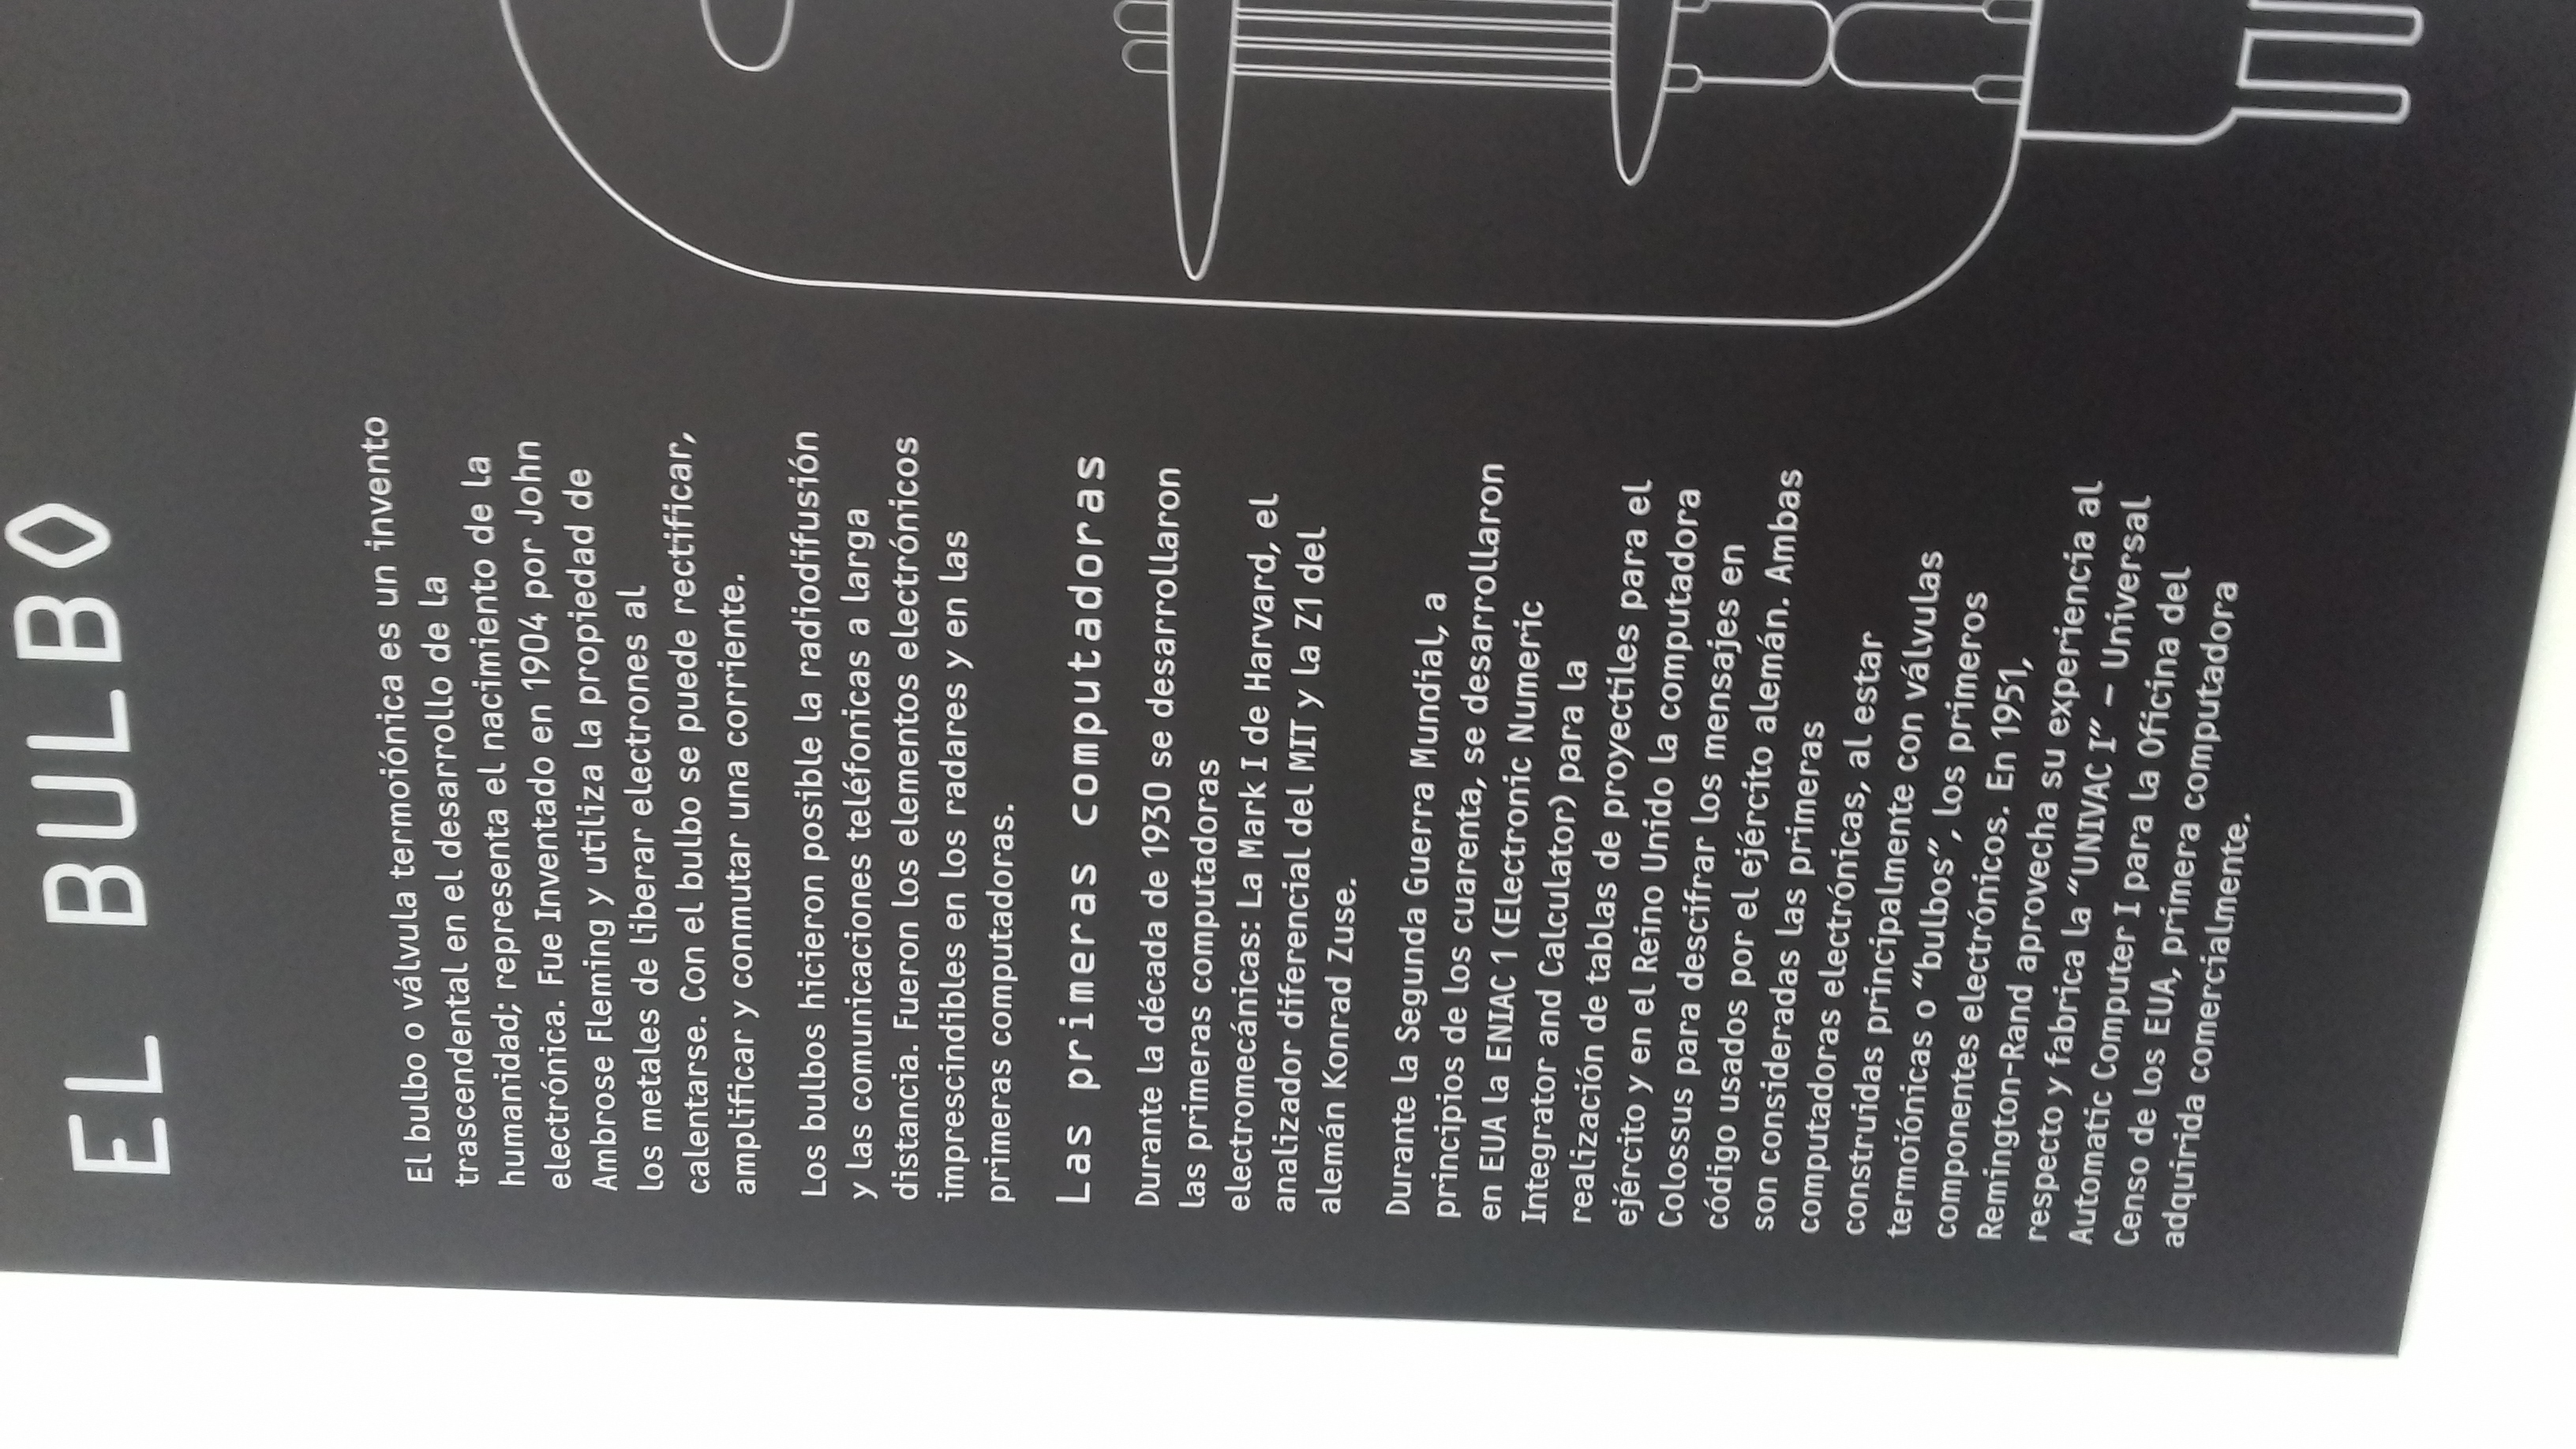 EL BULBO
El bulbo o válvula termoiónica es un invento
trascendental en el desarrollo de la
humanidad; representa el nacimiento de la
electrónica. Fue Inventado en 1904 por John
Ambrose Fleming y utiliza la propiedad de
los metales de liberar electrones al
calentarse. Con el bulbo se puede rectificar,
amplificar y conmutar una corriente.
Los bulbos hicieron posible la radiodifusión
y las comunicaciones teléfonicas a larga
distancia. Fueron los elementos electrónicos
imprescindibles en los radares y en las
primeras computadoras.
Las primeras computadoras
Durante la década de 1930 se desarrollaron
las primeras computadoras
electromecánicas: La Mark I de Harvard, el
analizador diferencial del MIT y la Z1 del
alemán Konrad Zuse.
Durante la Segunda Guerra Mundial, a
principios de los cuarenta, se desarrollaron
en EUA la ENIAC 1 (Electronic Numeric
Integrator and Calculator) para la
realización de tablas de proyectiles para el
ejército y en el Reino Unido la computadora
Colossus para descifrar los mensajes en
código usados por el ejército alemán. Ambas
son consideradas las primeras
computadoras electrónicas, al estar
construidas principalmente con válvulas
termoiónicas o “bulbos”, los primeros
componentes electrónicos. En 1951,
Remington-Rand aprovecha su experiencia al
respecto y fabrica la “UNIVAC I” – Universal
Automatic Computer I para la Oficina del
Censo de los EUA, primera computadora
adquirida comercialmente.